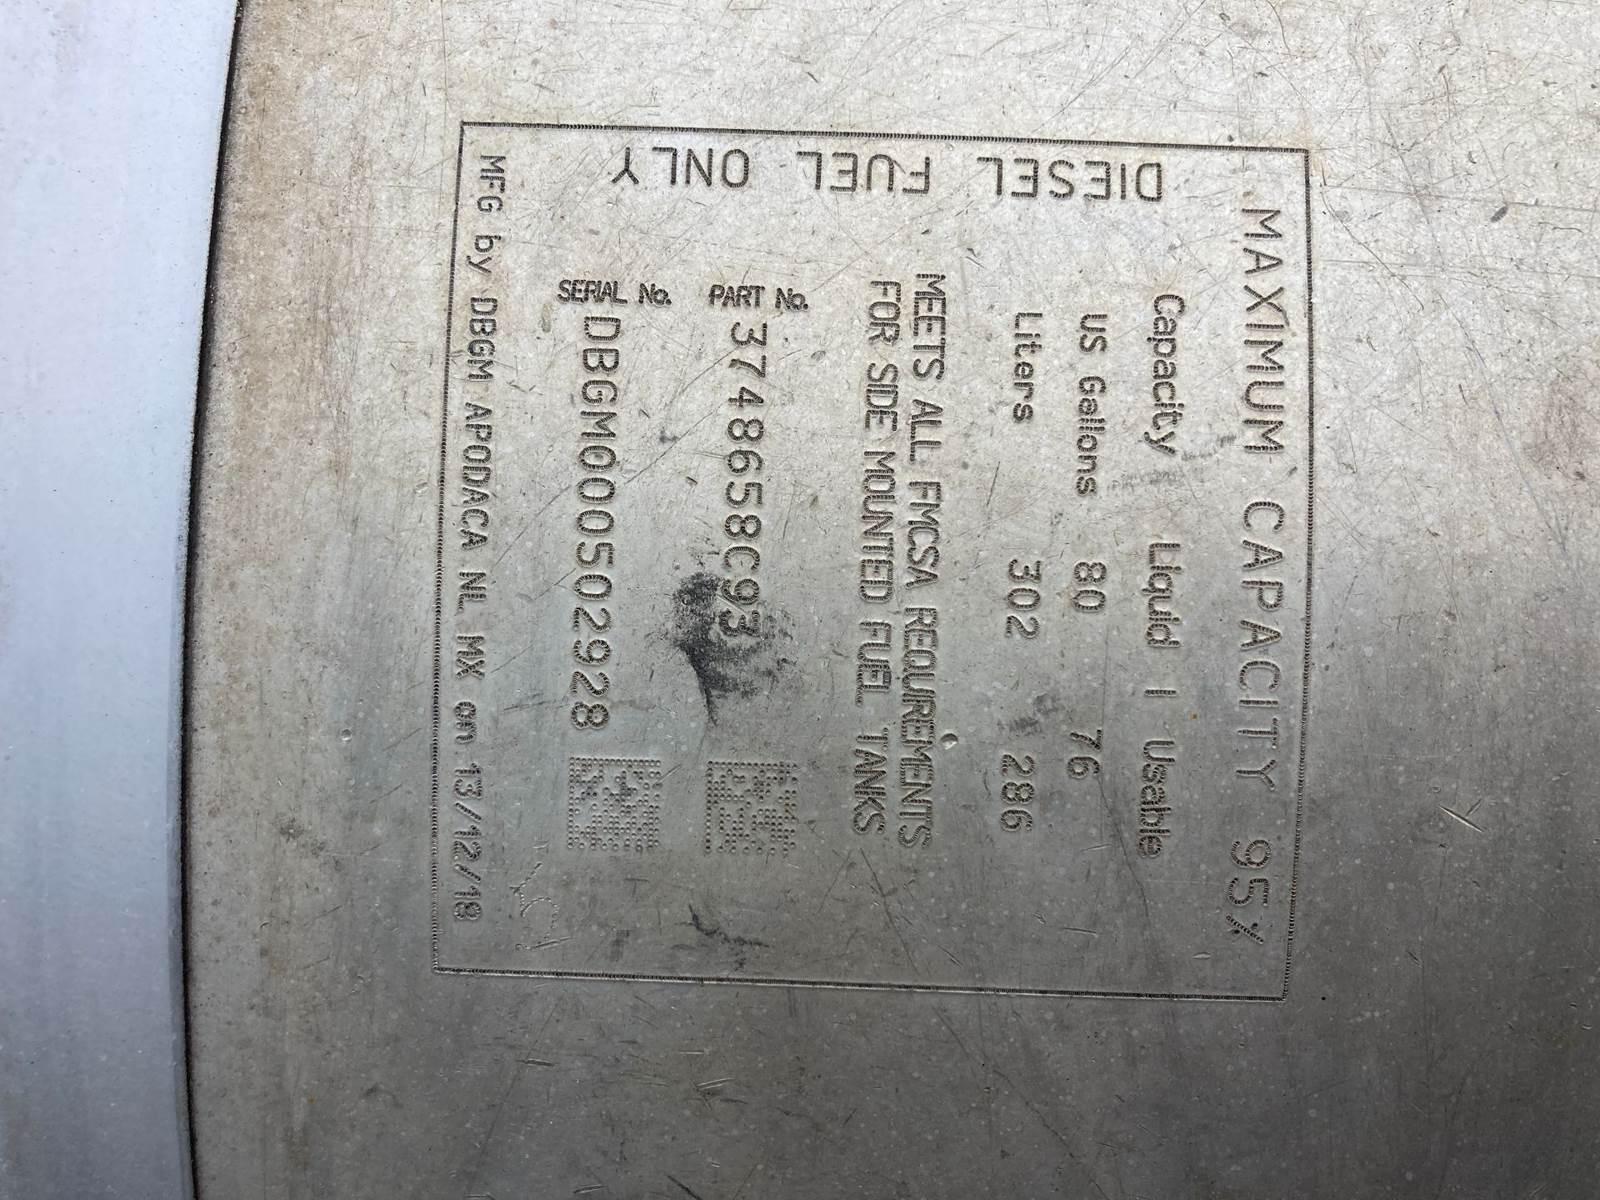 MAXIMUM CAPACITY 95%
Capacity Liquid | Usable
US Gallons 80 76
Liters 302 286
MEETS ALL FMCSA REQUIREMENTS
FOR SIDE MOUNTED FUEL TANKS
PART No. 3748658C93
SERIAL No. DBGM000502928
MFG by DBGM APODACA NL MX on 13/12/18
DIESEL FUEL ONLY